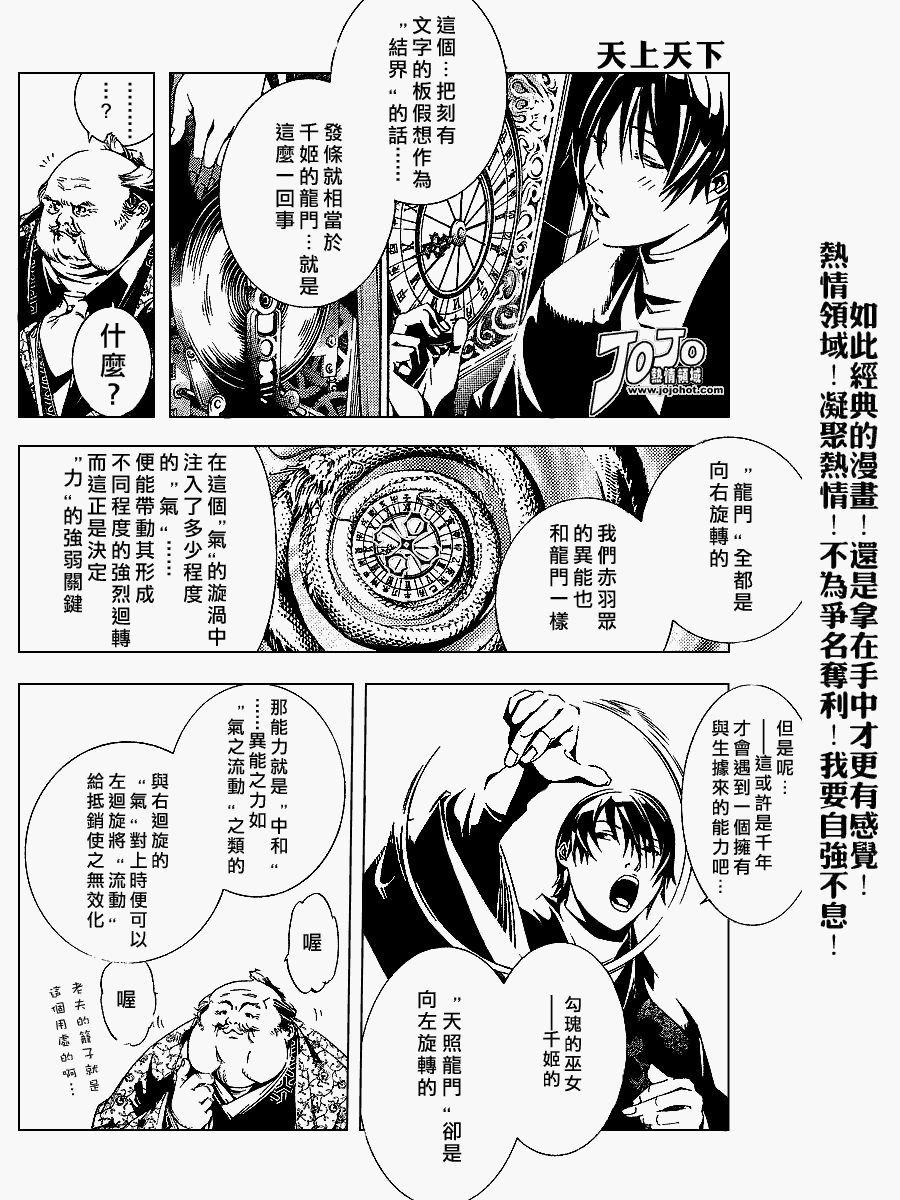 天上天下
這個…把刻有
文字的板假想作為
”結界“的話……
發條就相當於
千姬的龍門…就是
這麼一回事
………
…?
什麼?
JOJO
熱情領域
www.jojohot.com
”龍門“全都是
向右旋轉的
我們赤羽眾
的異能也
和龍門一樣
在這個”氣“的漩渦中
注入了多少程度
的”氣“……
便能帶動其形成
不同程度的強烈迴轉
而這正是決定
”力“的強弱關鍵
但是呢…
——這或許是千年
才會遇到一個擁有
與生據來的能力吧…
勾瑰的巫女
——千姬的
”天照龍門“卻是
向左旋轉的
那能力就是”中和“
……異能之力如
”氣之流動“之類的
與右迴旋的
”氣“對上時便可以
左迴旋將”流動“
給抵銷使之無效化
喔
喔
老夫的鬍子就是
這個用處的啊…
如此經典的漫畫！還是拿在手中才更有感覺！
熱情領域！凝聚熱情！不為爭名奪利！我要自強不息！